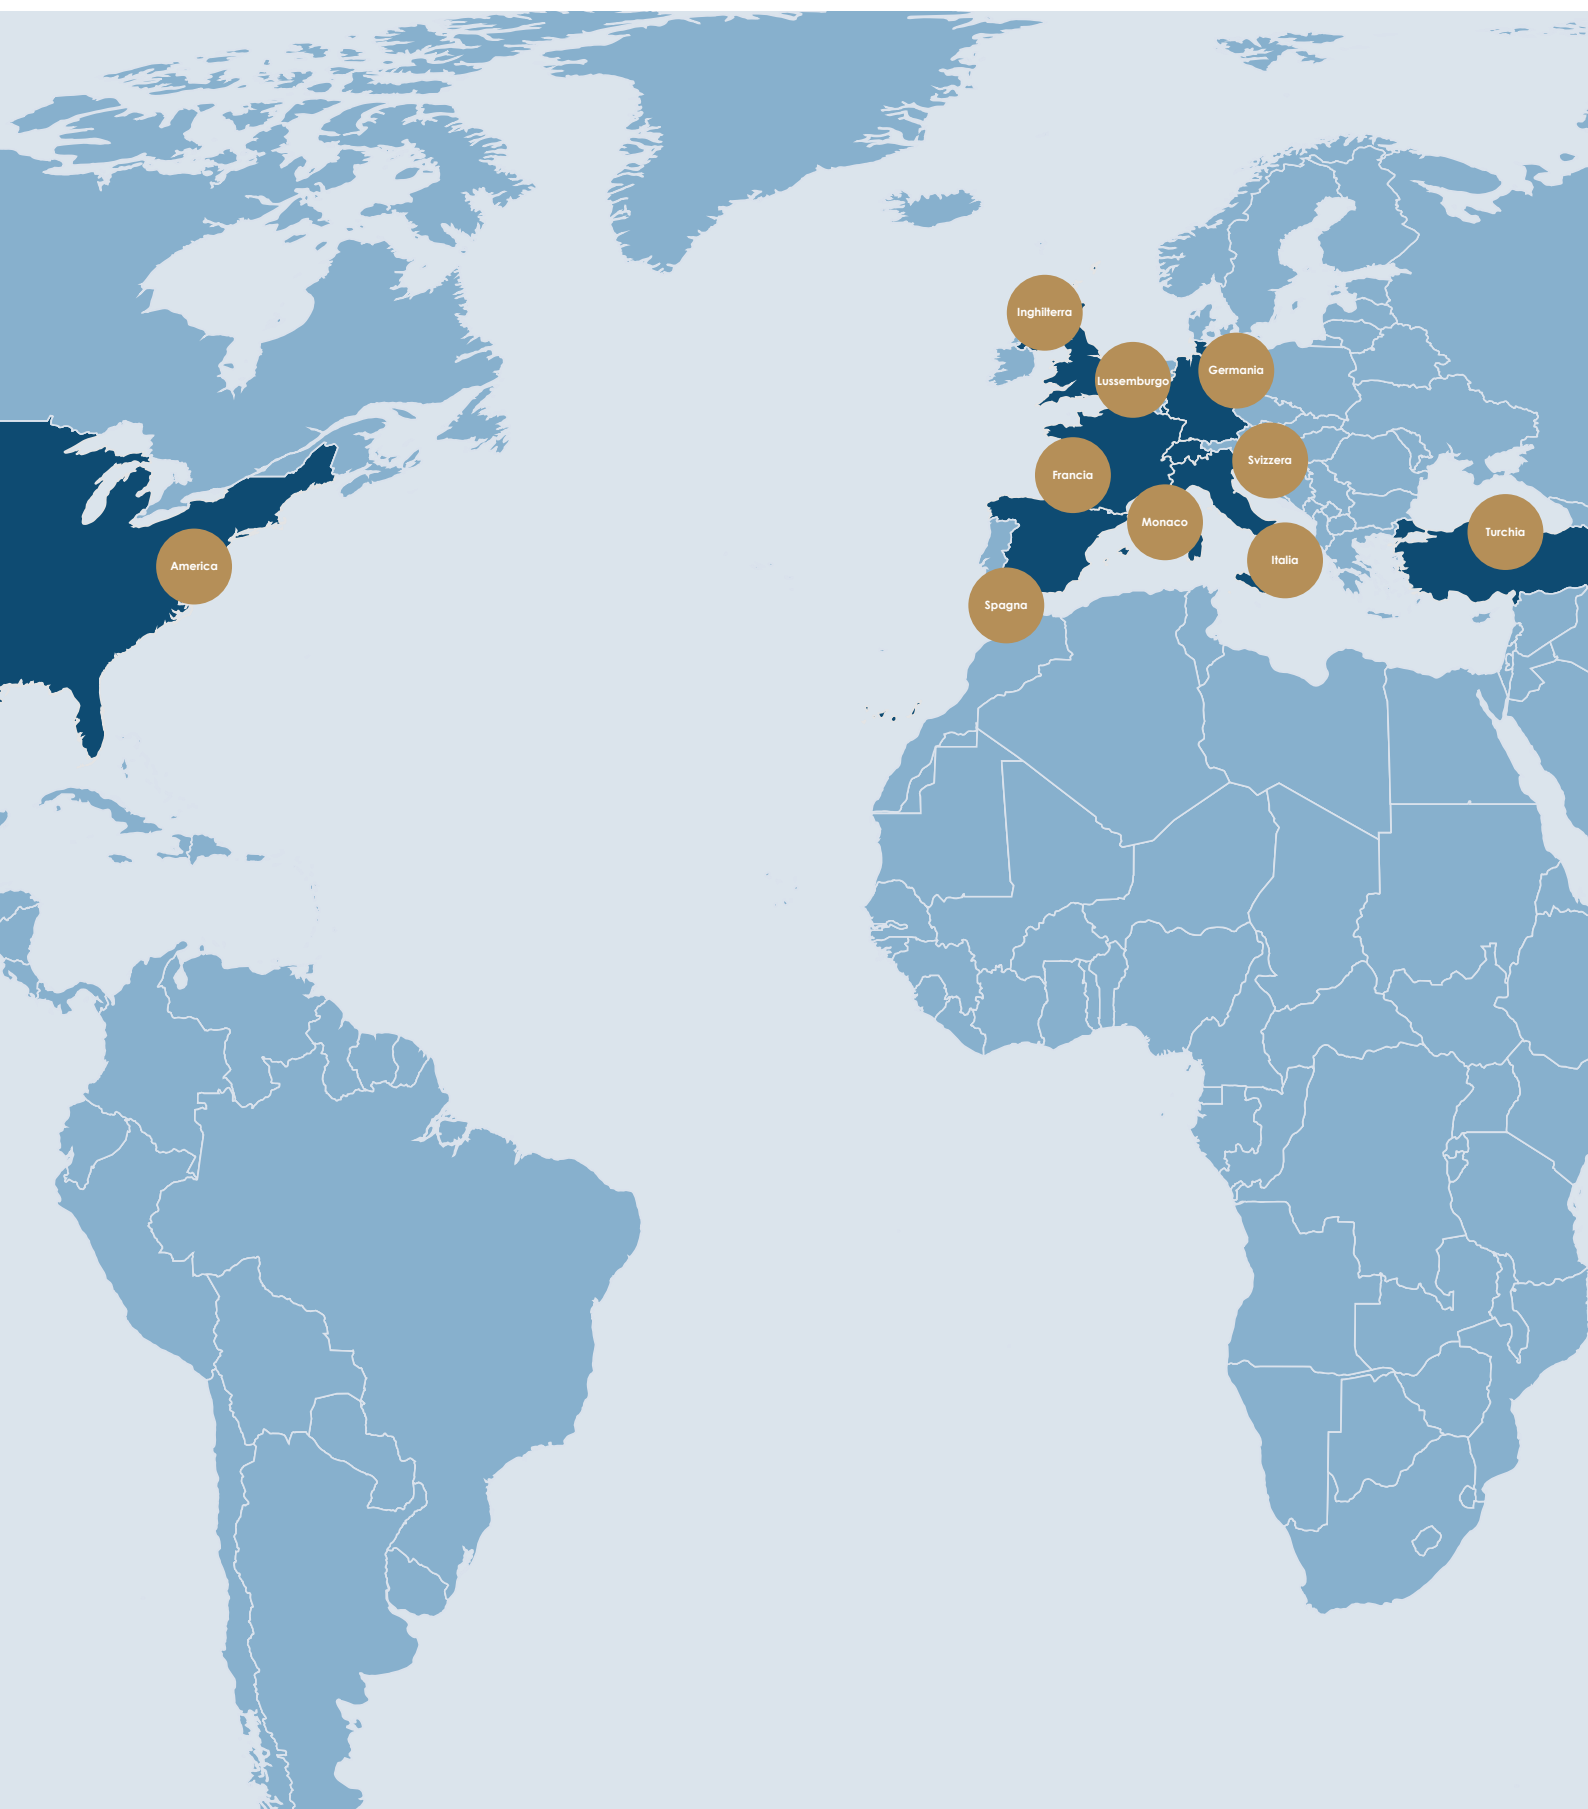 Inghilterra
Lussemburgo
Germania
Svizzera
Francia
Monaco
Turchia
Italia
America
Spagna